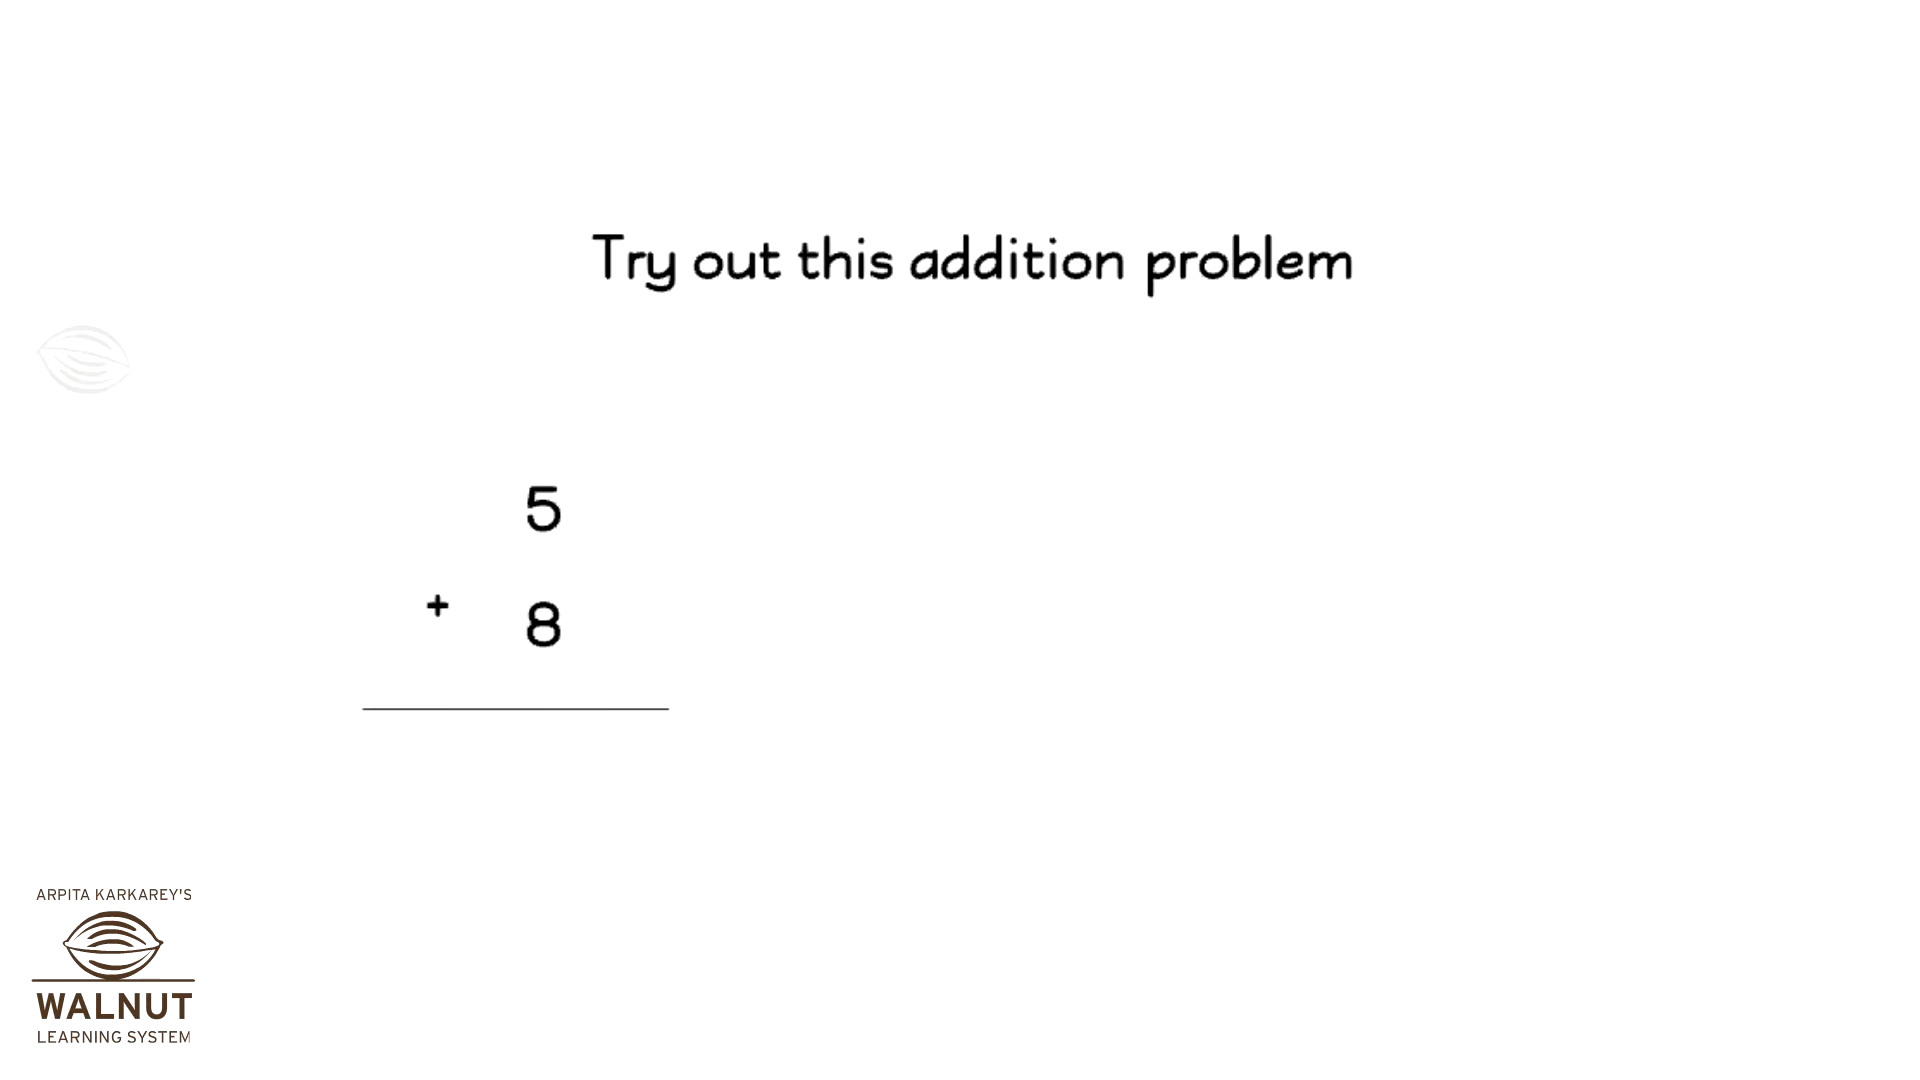 Try out this addition problem
5
+ 8
ARPITA KARKAREY'S
WALNUT
LEARNING SYSTEM